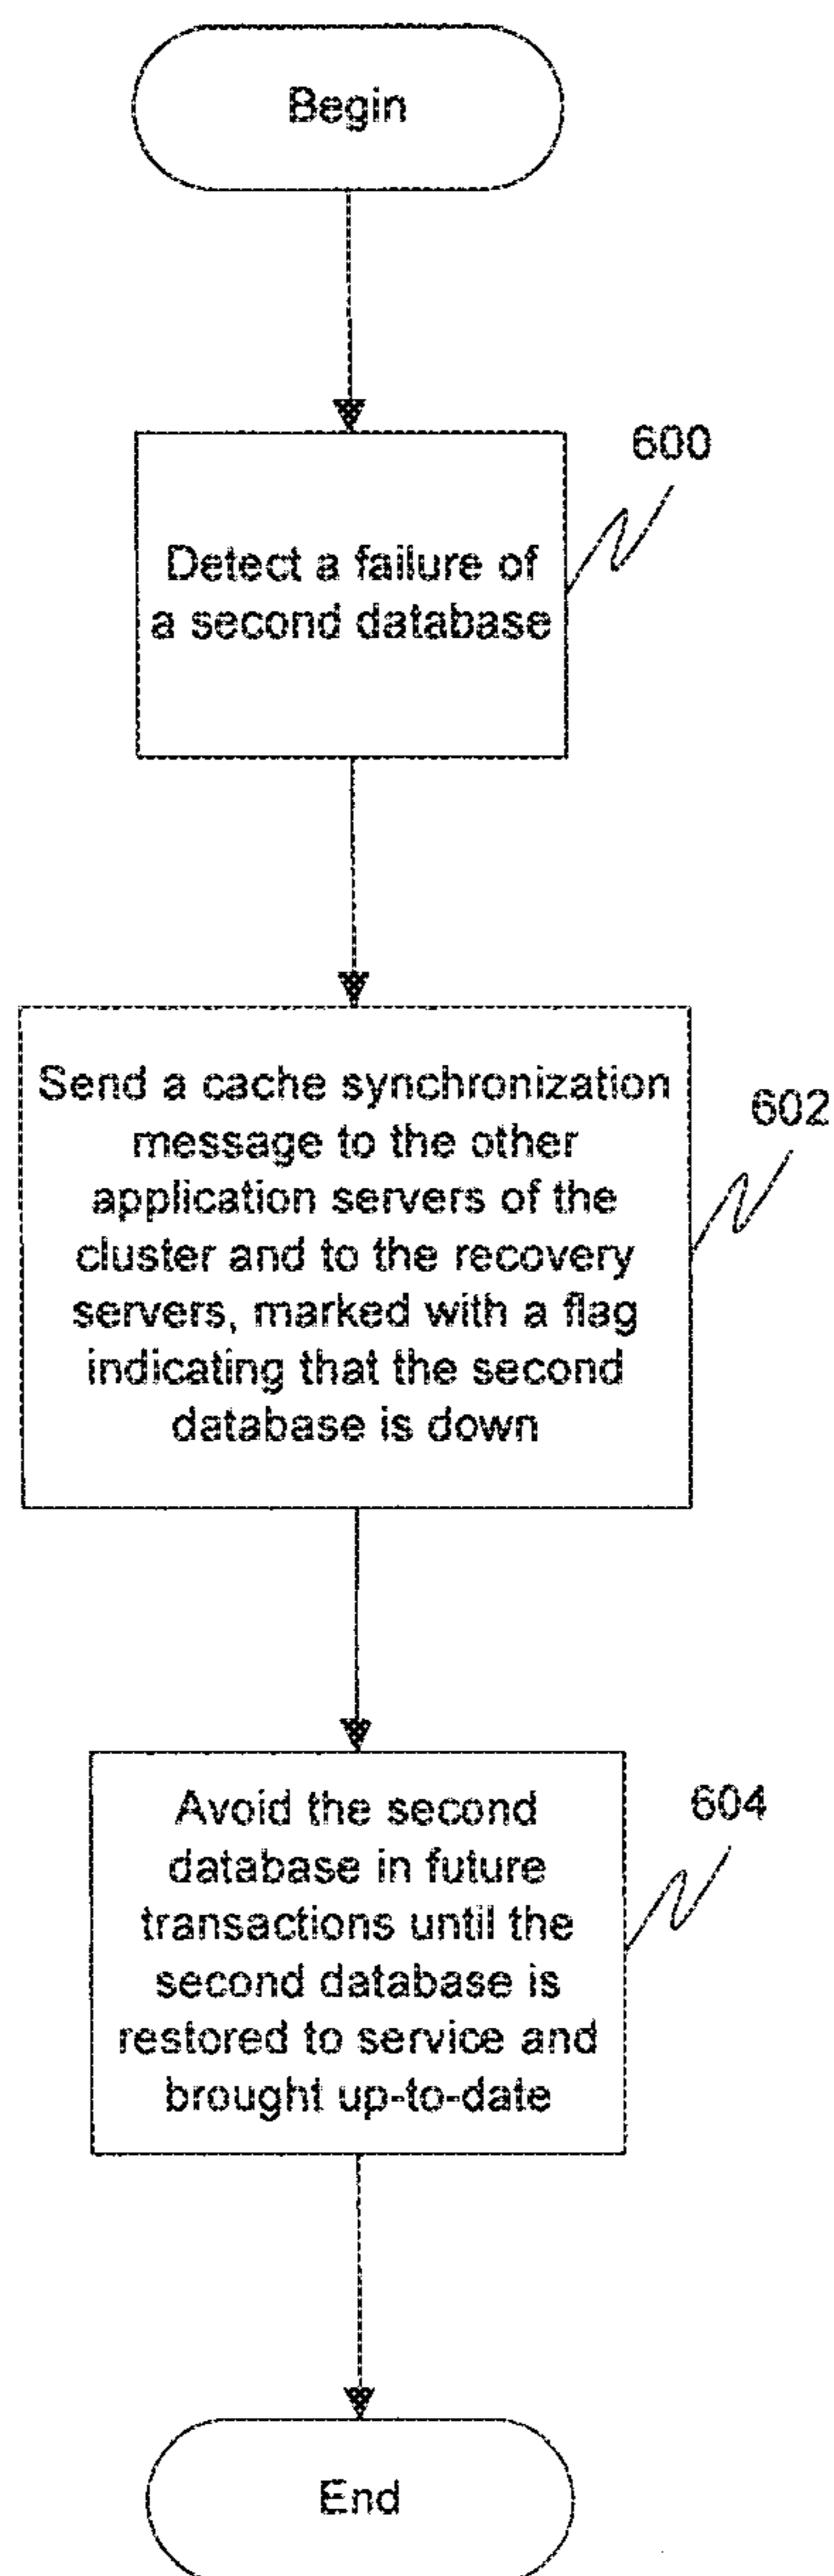 Begin
600
Detect a failure of
a second database
602
Send a cache synchronization
message to the other
application servers of the
cluster and to the recovery
servers, marked with a flag
indicating that the second
database is down
604
Avoid the second
database in future
transactions until the
second database is
restored to service and
brought up-to-date
End